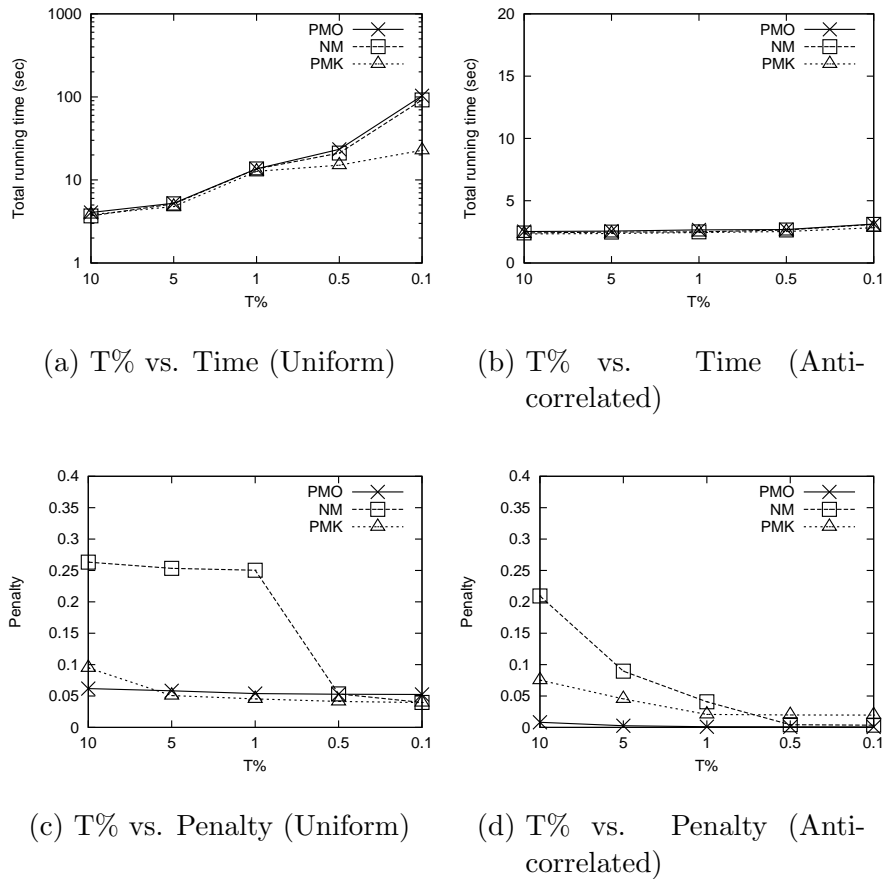 1000
100
10
1
10 5 1 0.5 0.1
Total running time (sec)
T%
PMO
NM
PMK
20
15
10
5
0
10 5 1 0.5 0.1
Total running time (sec)
T%
PMO
NM
PMK
(a) T% vs. Time (Uniform)
(b) T% vs. Time (Anti-
correlated)
0.4
0.35
0.3
0.25
0.2
0.15
0.1
0.05
0
10 5 1 0.5 0.1
Penalty
T%
PMO
NM
PMK
0.4
0.35
0.3
0.25
0.2
0.15
0.1
0.05
0
10 5 1 0.5 0.1
Penalty
T%
PMO
NM
PMK
(c) T% vs. Penalty (Uniform)
(d) T% vs. Penalty (Anti-
correlated)